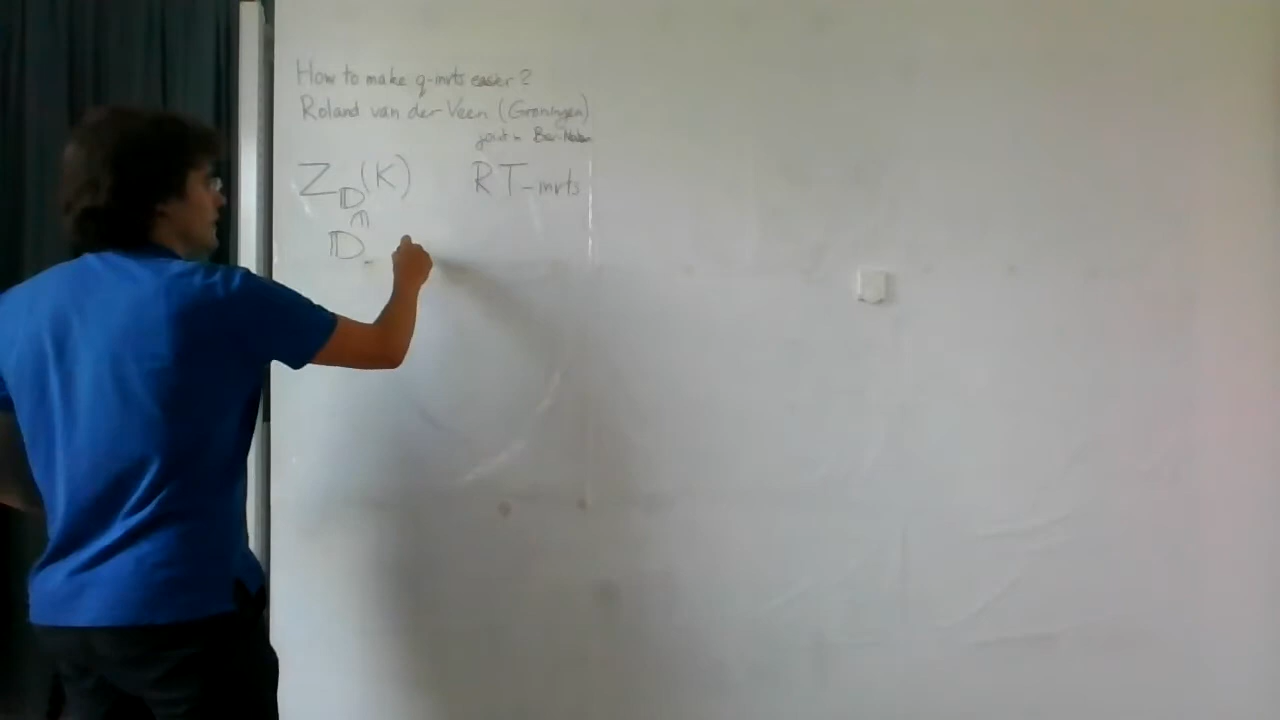 How to make q-invts easier?
Roland van der Veen (Groningen)
joint w Bar-Natan
Z_𝔻(K) RT-invts
∈
𝔻